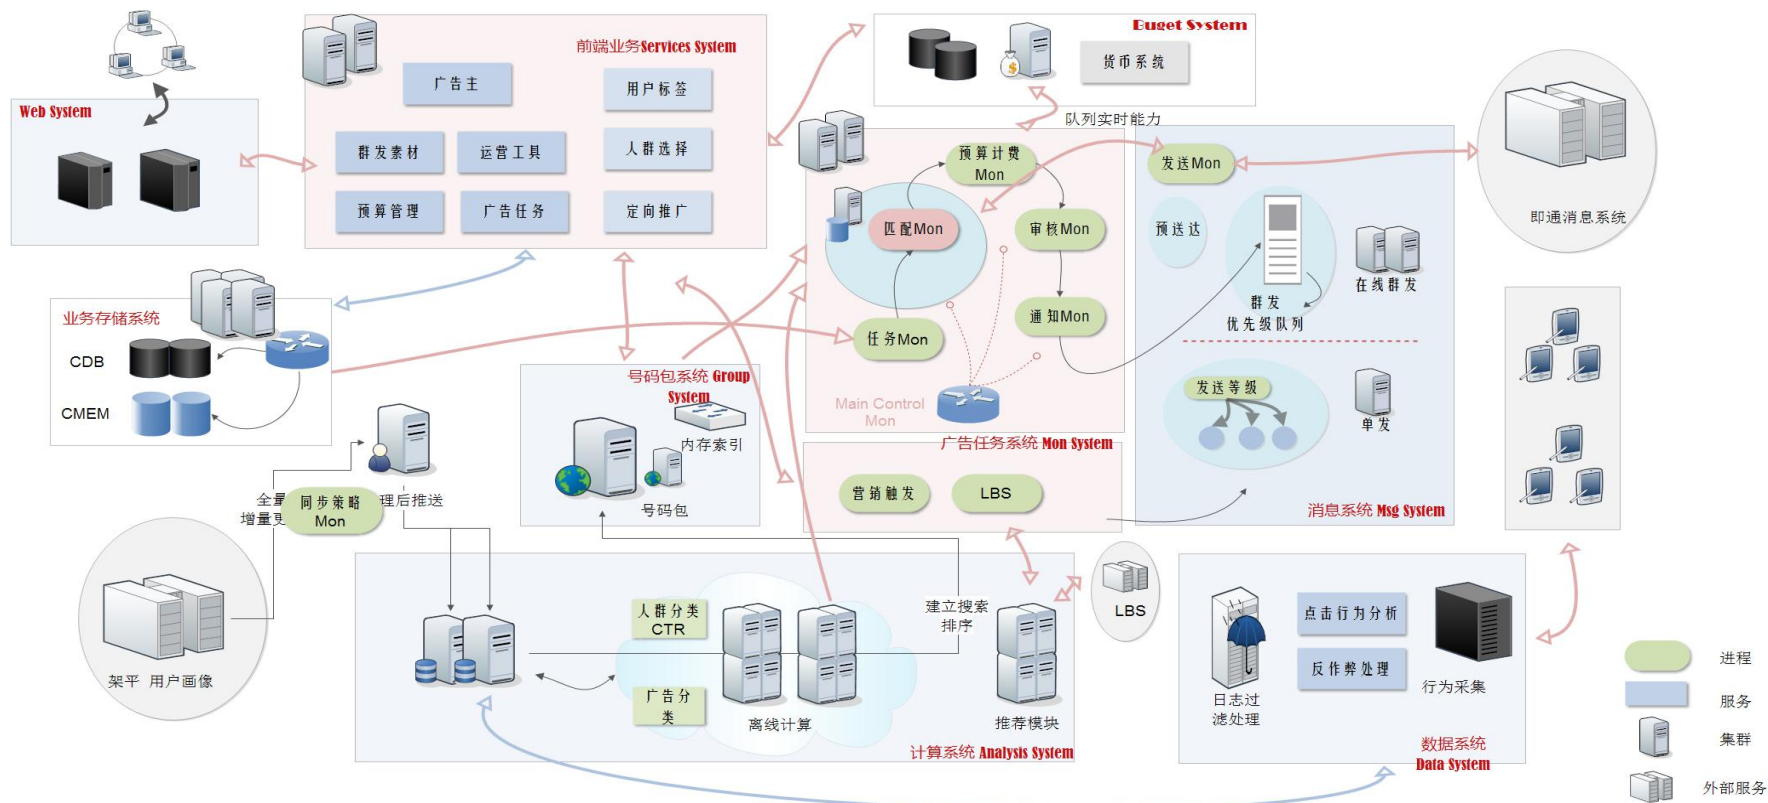 Web System
前端业务Services System
广告主
用户标签
群发素材
运营工具
人群选择
预算管理
广告任务
定向推广
Buget System
货币系统
队列实时能力
预算计费
Mon
匹配Mon
审核Mon
任务Mon
通知Mon
Main Control
Mon
广告任务系统 Mon System
发送Mon
预送达
群发
优先级队列
在线群发
发送等级
单发
消息系统 Msg System
即通消息系统
业务存储系统
CDB
CMEM
号码包系统 Group
System
内存索引
号码包
营销触发
LBS
全量
增量更
同步策略
Mon
理后推送
架平 用户画像
人群分类
CTR
广告分
类
离线计算
建立搜索
排序
推荐模块
计算系统 Analysis System
LBS
日志过
滤处理
点击行为分析
反作弊处理
行为采集
数据系统
Data System
进程
服务
集群
外部服务